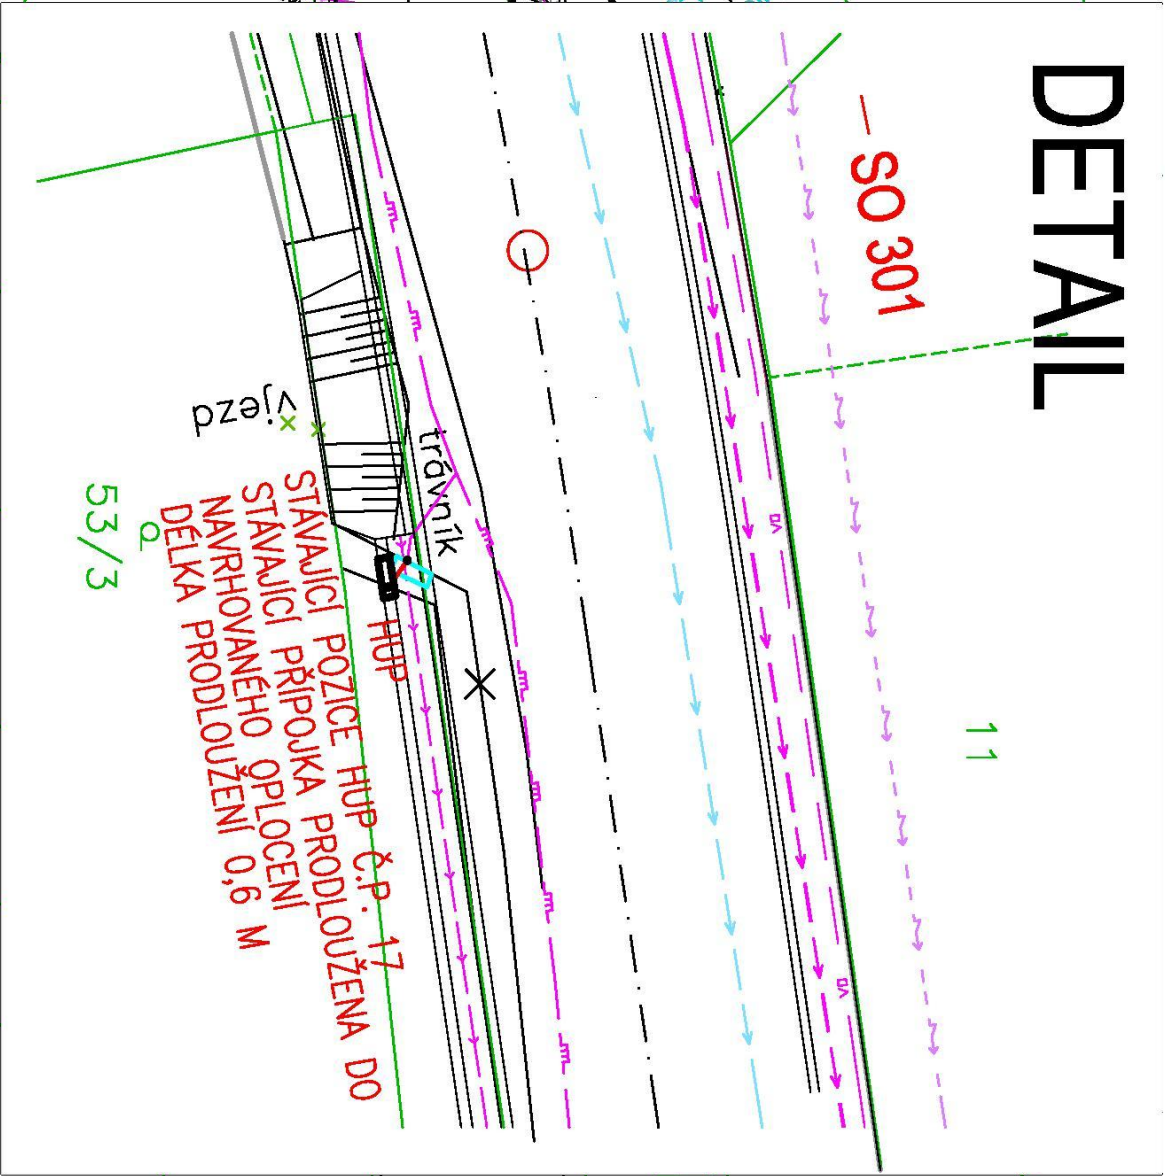 DETAIL
SO 301
11
vjezd
trávník
HUP
STÁVAJÍCÍ POZICE HUP Č.P. 17
STÁVAJÍCÍ PŘÍPOJKA PRODLOUŽENA DO
NAVRHOVANÉHO OPLOCENÍ
DÉLKA PRODLOUŽENÍ 0,6 M
53/3